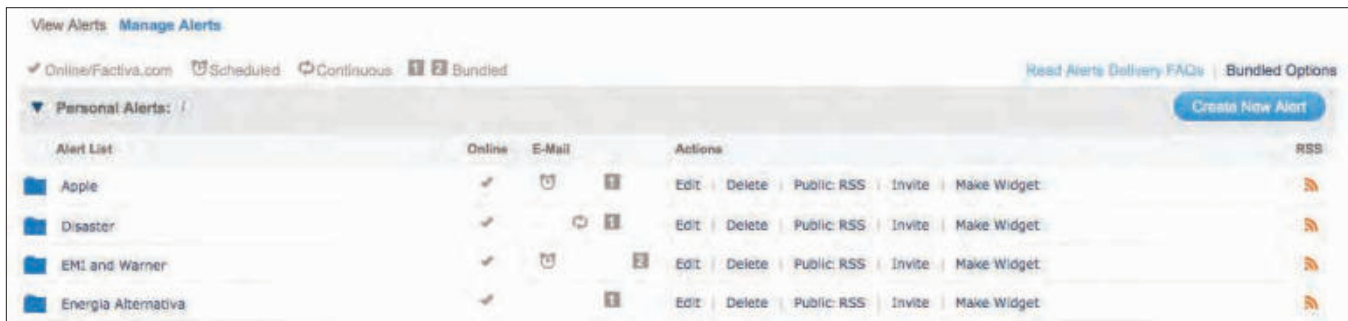 View Alerts Manage Alerts
Online/Factiva.com Scheduled Continuous 1 2 Bundled Read Alerts Delivery FAQs | Bundled Options
Personal Alerts: i Create New Alert
Alert List Online E-Mail Actions RSS
Apple 1 Edit | Delete | Public: RSS | Invite | Make Widget
Disaster 1 Edit | Delete | Public: RSS | Invite | Make Widget
EMI and Warner 2 Edit | Delete | Public: RSS | Invite | Make Widget
Energia Alternativa 1 Edit | Delete | Public: RSS | Invite | Make Widget